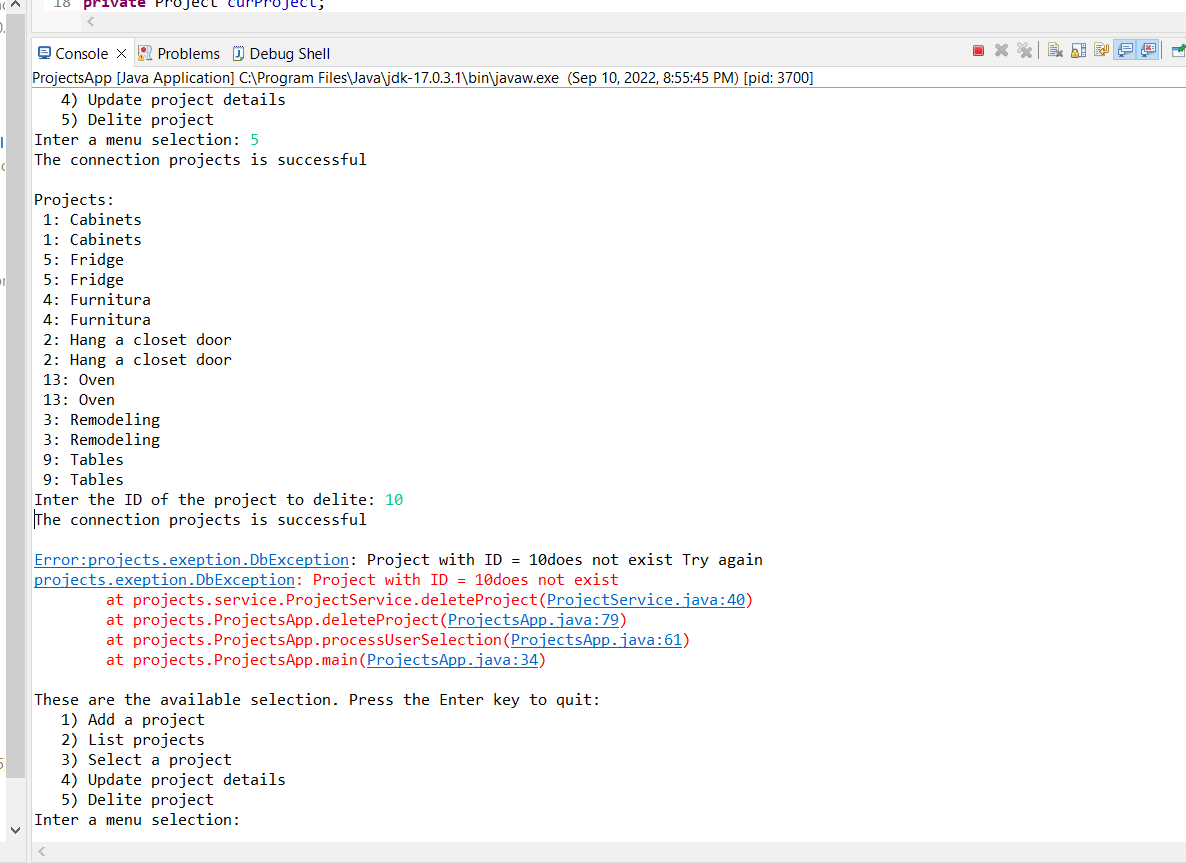 18 private Project curProject;
Console Problems Debug Shell
ProjectsApp [Java Application] C:\Program Files\Java\jdk-17.0.3.1\bin\javaw.exe (Sep 10, 2022, 8:55:45 PM) [pid: 3700]
4) Update project details
5) Delite project
Inter a menu selection: 5
The connection projects is successful
Projects:
1: Cabinets
1: Cabinets
5: Fridge
5: Fridge
4: Furnitura
4: Furnitura
2: Hang a closet door
2: Hang a closet door
13: Oven
13: Oven
3: Remodeling
3: Remodeling
9: Tables
9: Tables
Inter the ID of the project to delite: 10
The connection projects is successful
Error:projects.exeption.DbException: Project with ID = 10does not exist Try again
projects.exeption.DbException: Project with ID = 10does not exist
at projects.service.ProjectService.deleteProject(ProjectService.java:40)
at projects.ProjectsApp.deleteProject(ProjectsApp.java:79)
at projects.ProjectsApp.processUserSelection(ProjectsApp.java:61)
at projects.ProjectsApp.main(ProjectsApp.java:34)
These are the available selection. Press the Enter key to quit:
1) Add a project
2) List projects
3) Select a project
4) Update project details
5) Delite project
Inter a menu selection: